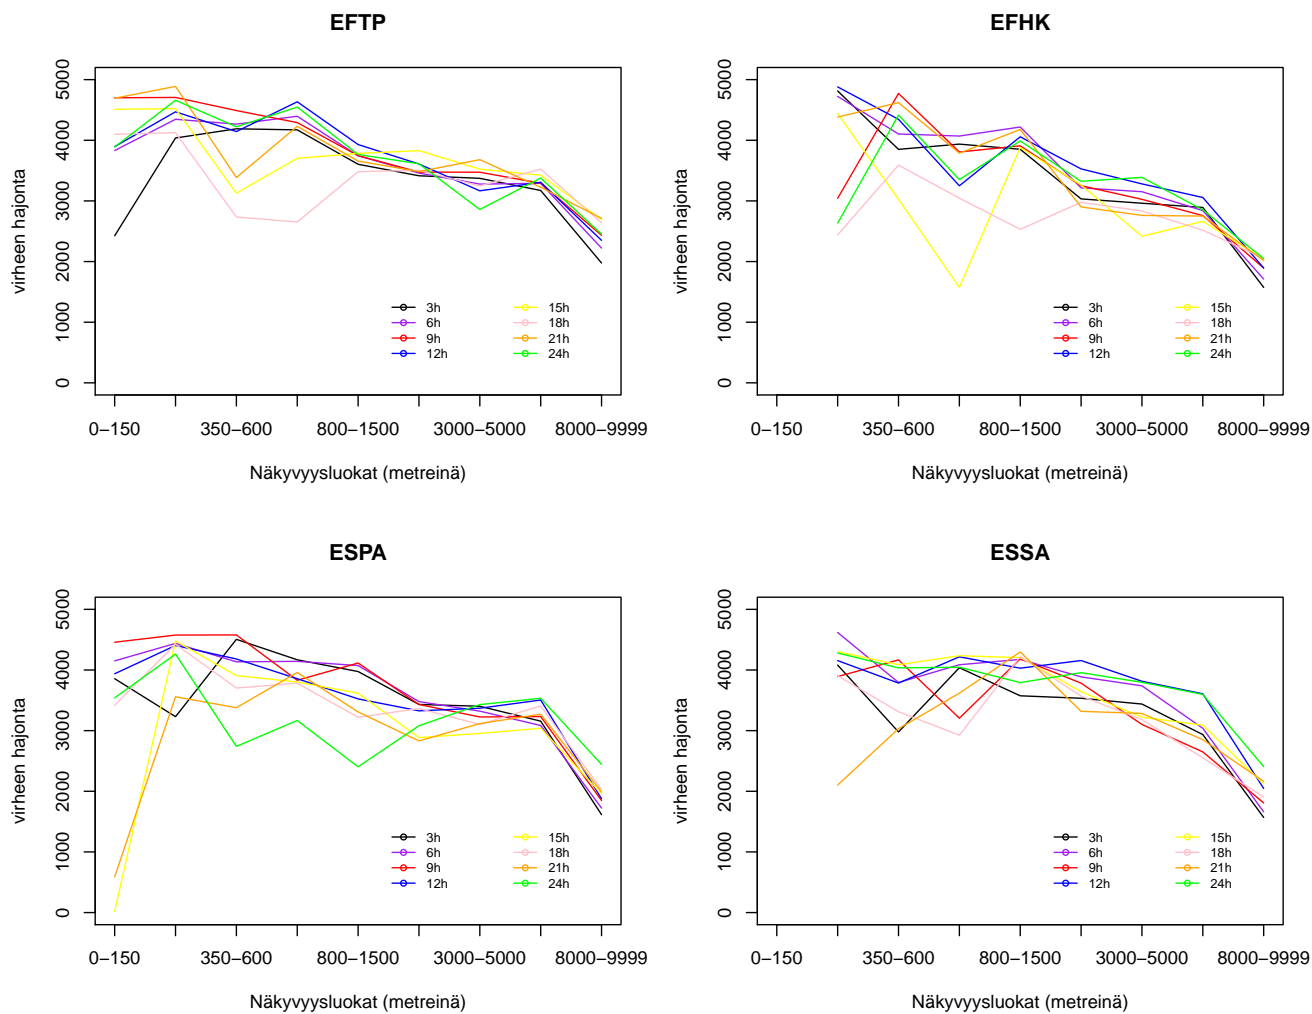 EFTP
virheen hajonta
5000
4000
3000
2000
1000
0
3h
6h
9h
12h
15h
18h
21h
24h
0−150 350−600 800−1500 3000−5000 8000−9999
Näkyvyysluokat (metreinä)
EFHK
virheen hajonta
5000
4000
3000
2000
1000
0
3h
6h
9h
12h
15h
18h
21h
24h
0−150 350−600 800−1500 3000−5000 8000−9999
Näkyvyysluokat (metreinä)
ESPA
virheen hajonta
5000
4000
3000
2000
1000
0
3h
6h
9h
12h
15h
18h
21h
24h
0−150 350−600 800−1500 3000−5000 8000−9999
Näkyvyysluokat (metreinä)
ESSA
virheen hajonta
5000
4000
3000
2000
1000
0
3h
6h
9h
12h
15h
18h
21h
24h
0−150 350−600 800−1500 3000−5000 8000−9999
Näkyvyysluokat (metreinä)